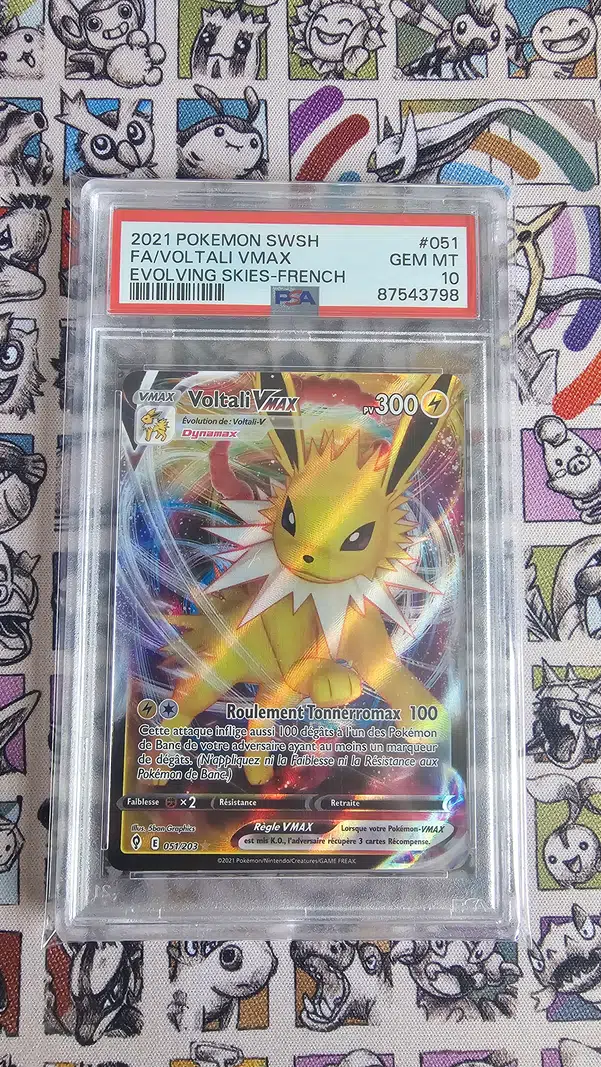 2021 POKEMON SWSH #051
FA/VOLTALI VMAX GEM MT
EVOLVING SKIES-FRENCH 10
PSA 87543798
VMAX Voltali VMAX PV 300
Évolution de : Voltali-V
Dynamax
Roulement Tonnerromax 100
Cette attaque inflige aussi 100 dégâts à l'un des Pokémon
de Banc de votre adversaire ayant au moins un marqueur
de dégâts. (N'appliquez ni la Faiblesse ni la Résistance aux
Pokémon de Banc.)
Faiblesse ×2 Résistance Retraite
Illus. 5ban Graphics
Règle VMAX Lorsque votre Pokémon-VMAX
est mis K.O., l'adversaire récupère 3 cartes Récompense.
E 051/203
©2021 Pokémon/Nintendo/Creatures/GAME FREAK